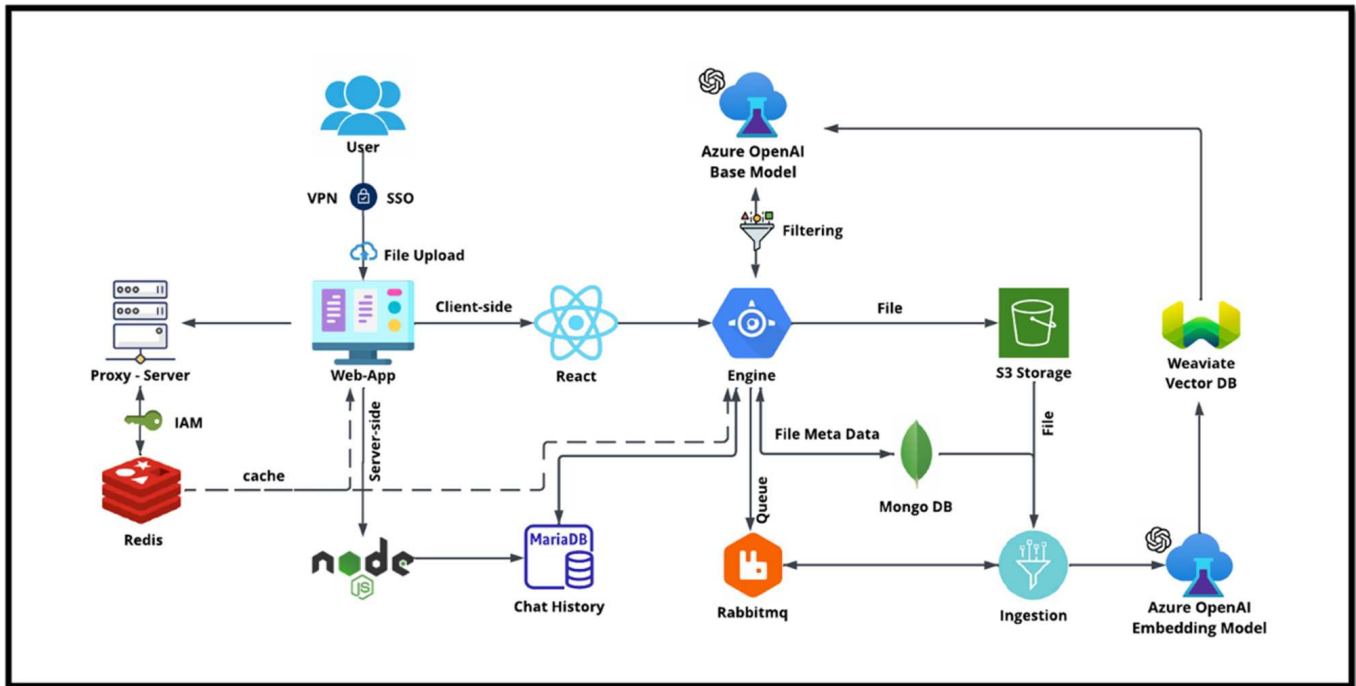 User
VPN
SSO
File Upload
Azure OpenAI
Base Model
Filtering
Proxy - Server
Web-App
Client-side
React
Engine
File
S3 Storage
Weaviate
Vector DB
IAM
Server-side
File Meta Data
File
cache
Redis
Queue
Mongo DB
node
JS
MariaDB
Chat History
Rabbitmq
Ingestion
Azure OpenAI
Embedding Model